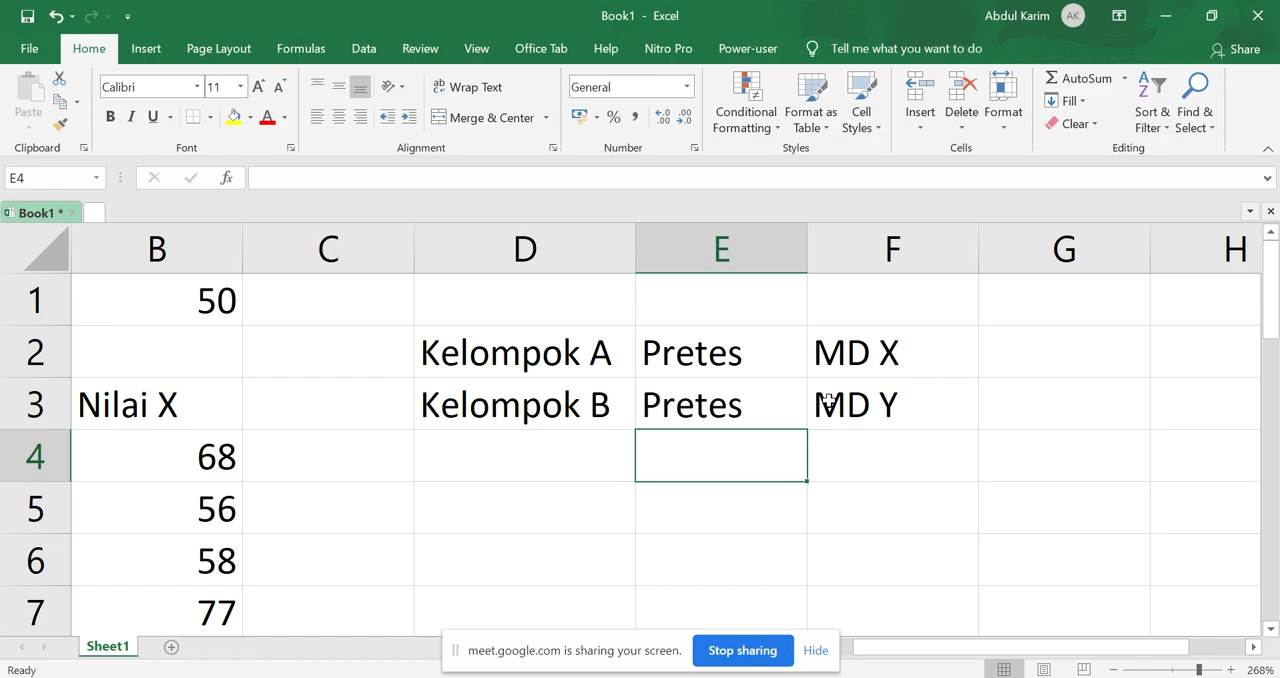 Book1 - Excel
Abdul Karim
AK
File Home Insert Page Layout Formulas Data Review View Office Tab Help Nitro Pro Power-user Tell me what you want to do Share
Paste
Clipboard
Calibri 11
B I U A
Font
Wrap Text
Merge & Center
Alignment
General
% ,
Number
Conditional Formatting
Format as Table
Cell Styles
Styles
Insert Delete Format
Cells
AutoSum
Fill
Clear
Sort & Filter
Find & Select
Editing
E4 fx
Book1 *
B C D E F G H
1 50
2 Kelompok A Pretes MD X
3 Nilai X Kelompok B Pretes MD Y
4 68
5 56
6 58
7 77
Sheet1
meet.google.com is sharing your screen. Stop sharing Hide
Ready 268%